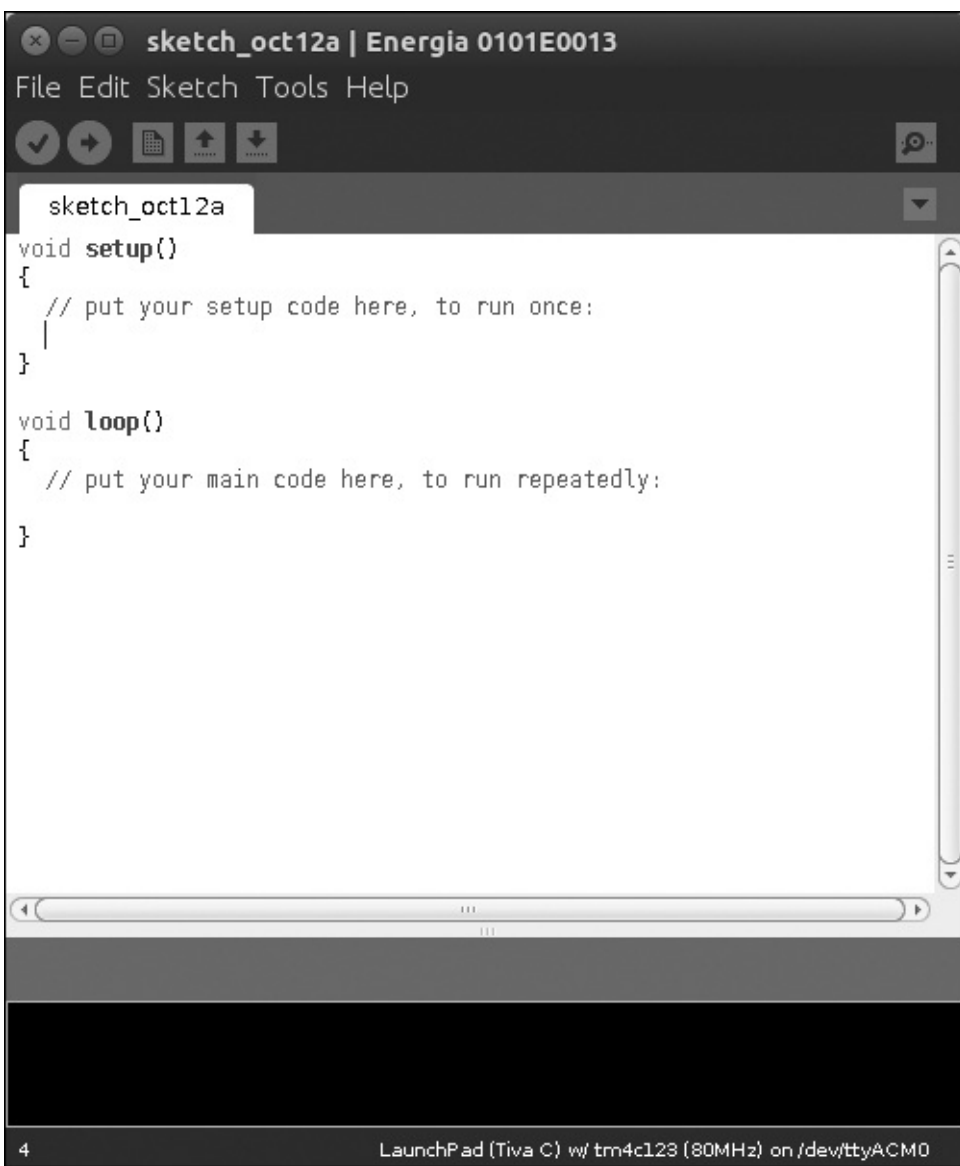 sketch_oct12a | Energia 0101E0013
File Edit Sketch Tools Help
sketch_oct12a
void setup()
{
  // put your setup code here, to run once:
}
void loop()
{
  // put your main code here, to run repeatedly:
}
4 LaunchPad (Tiva C) w/ tm4c123 (80MHz) on /dev/ttyACM0